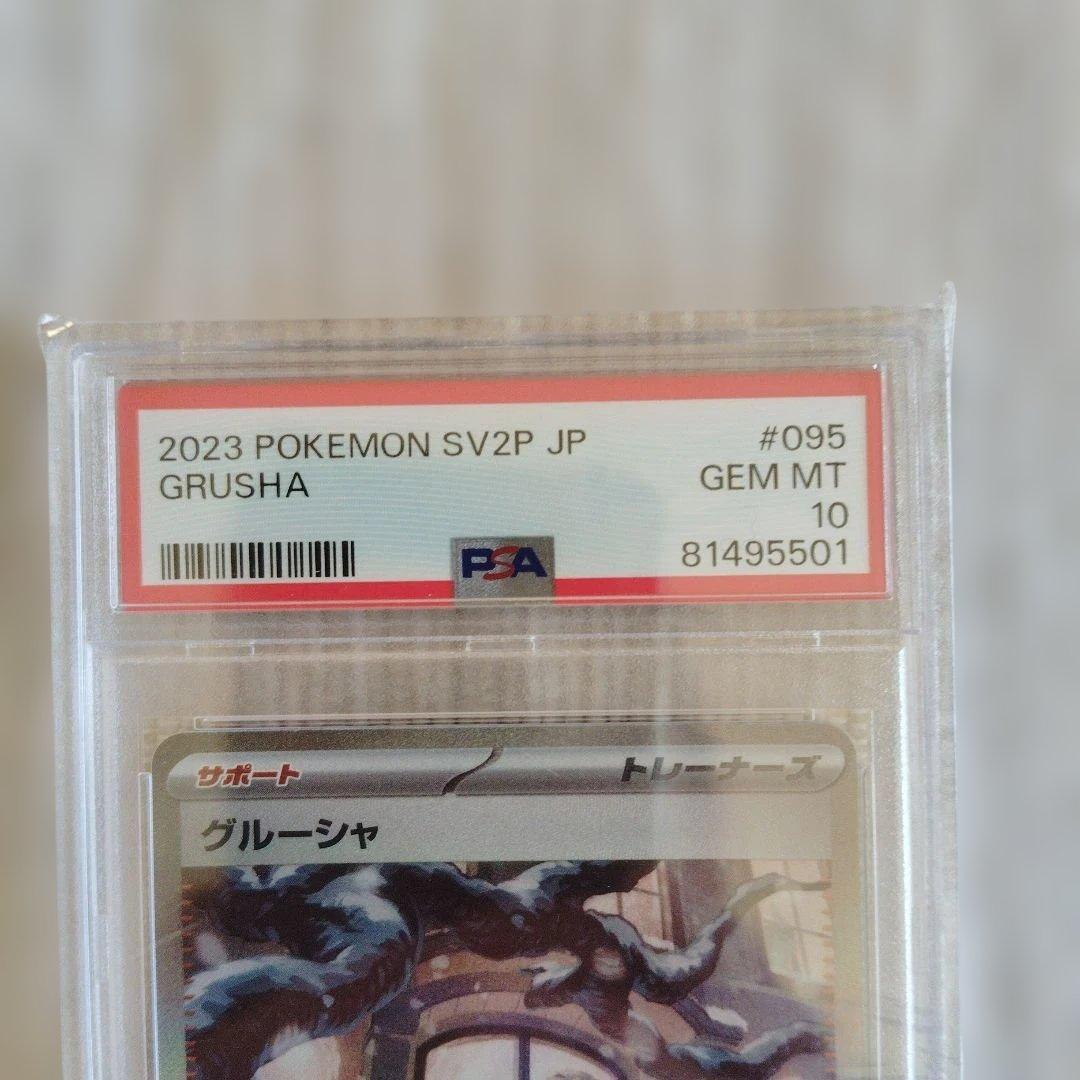 2023 POKEMON SV2P JP #095
GRUSHA GEM MT
10
PSA 81495501
サポート トレーナーズ
グルーシャ